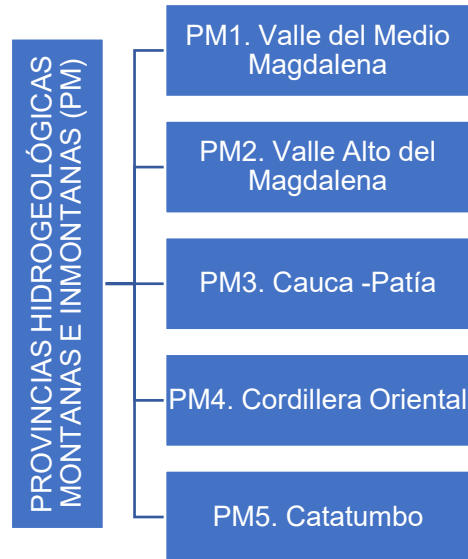 PROVINCIAS HIDROGEOLÓGICAS
MONTANAS E INMONTANAS (PM)
PM1. Valle del Medio
Magdalena
PM2. Valle Alto del
Magdalena
PM3. Cauca -Patía
PM4. Cordillera Oriental
PM5. Catatumbo